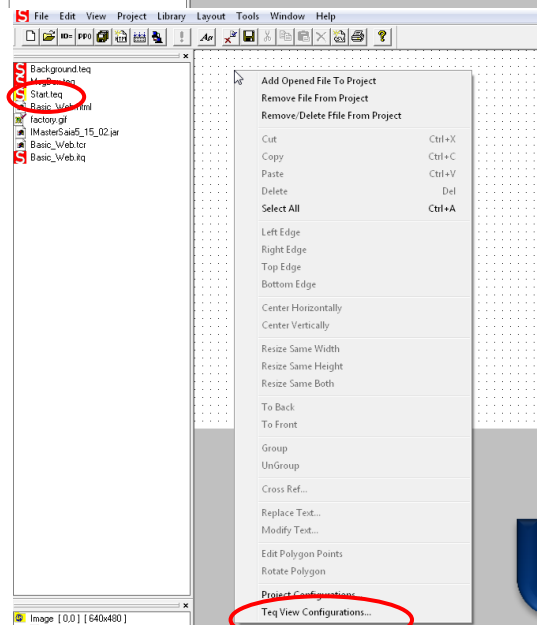 File Edit View Project Library Layout Tools Window Help
ID= PPO
Background.teq
MsgBox.teq
Start.teq
Basic_Web.html
factory.gif
IMasterSaia5_15_02.jar
Basic_Web.tcr
Basic_Web.itq
Add Opened File To Project
Remove File From Project
Remove/Delete Ffile From Project
Cut Ctrl+X
Copy Ctrl+C
Paste Ctrl+V
Delete Del
Select All Ctrl+A
Left Edge
Right Edge
Top Edge
Bottom Edge
Center Horizontally
Center Vertically
Resize Same Width
Resize Same Height
Resize Same Both
To Back
To Front
Group
UnGroup
Cross Ref...
Replace Text...
Modify Text...
Edit Polygon Points
Rotate Polygon
Project Configurations...
Teq View Configurations...
Image [ 0,0 ] [ 640x480 ]